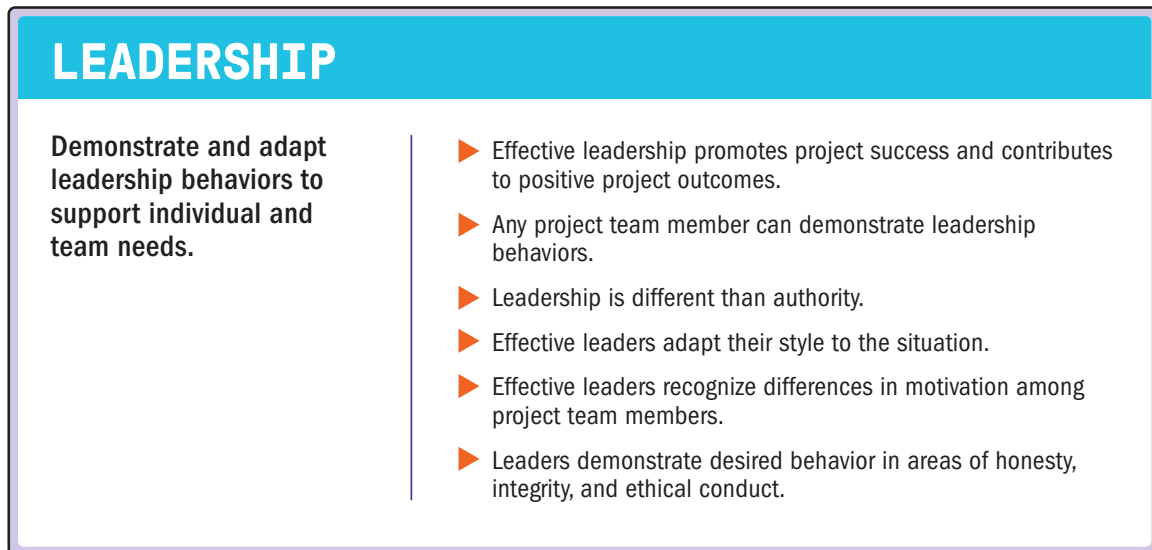 LEADERSHIP
Demonstrate and adapt
leadership behaviors to
support individual and
team needs.
Effective leadership promotes project success and contributes
to positive project outcomes.
Any project team member can demonstrate leadership
behaviors.
Leadership is different than authority.
Effective leaders adapt their style to the situation.
Effective leaders recognize differences in motivation among
project team members.
Leaders demonstrate desired behavior in areas of honesty,
integrity, and ethical conduct.